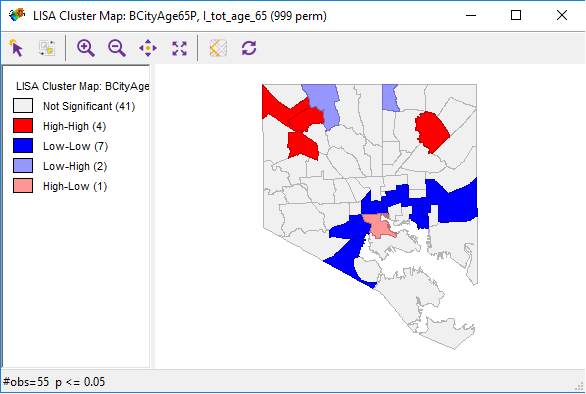 LISA Cluster Map: BCityAge65P, I_tot_age_65 (999 perm)
LISA Cluster Map: BCityAge
Not Significant (41)
High-High (4)
Low-Low (7)
Low-High (2)
High-Low (1)
#obs=55 p <= 0.05